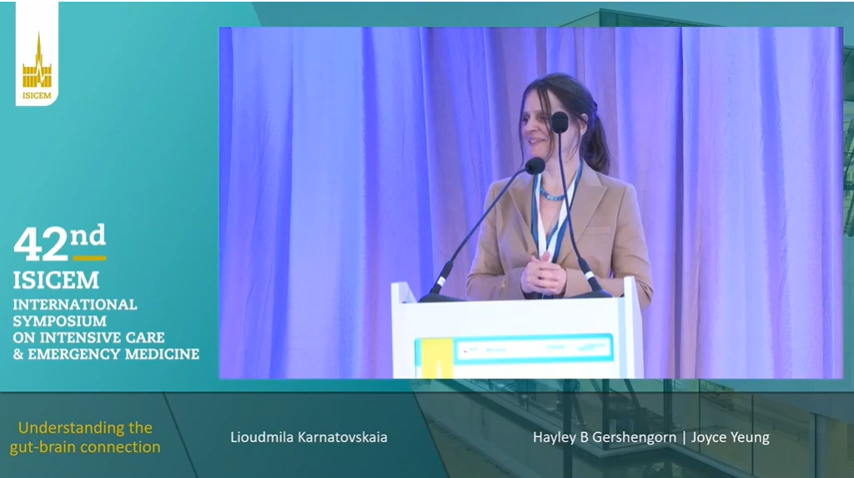 ISICEM
42nd
ISICEM
INTERNATIONAL
SYMPOSIUM
ON INTENSIVE CARE
& EMERGENCY MEDICINE
Understanding the
gut-brain connection
Lioudmila Karnatovskaia
Hayley B Gershengorn | Joyce Yeung